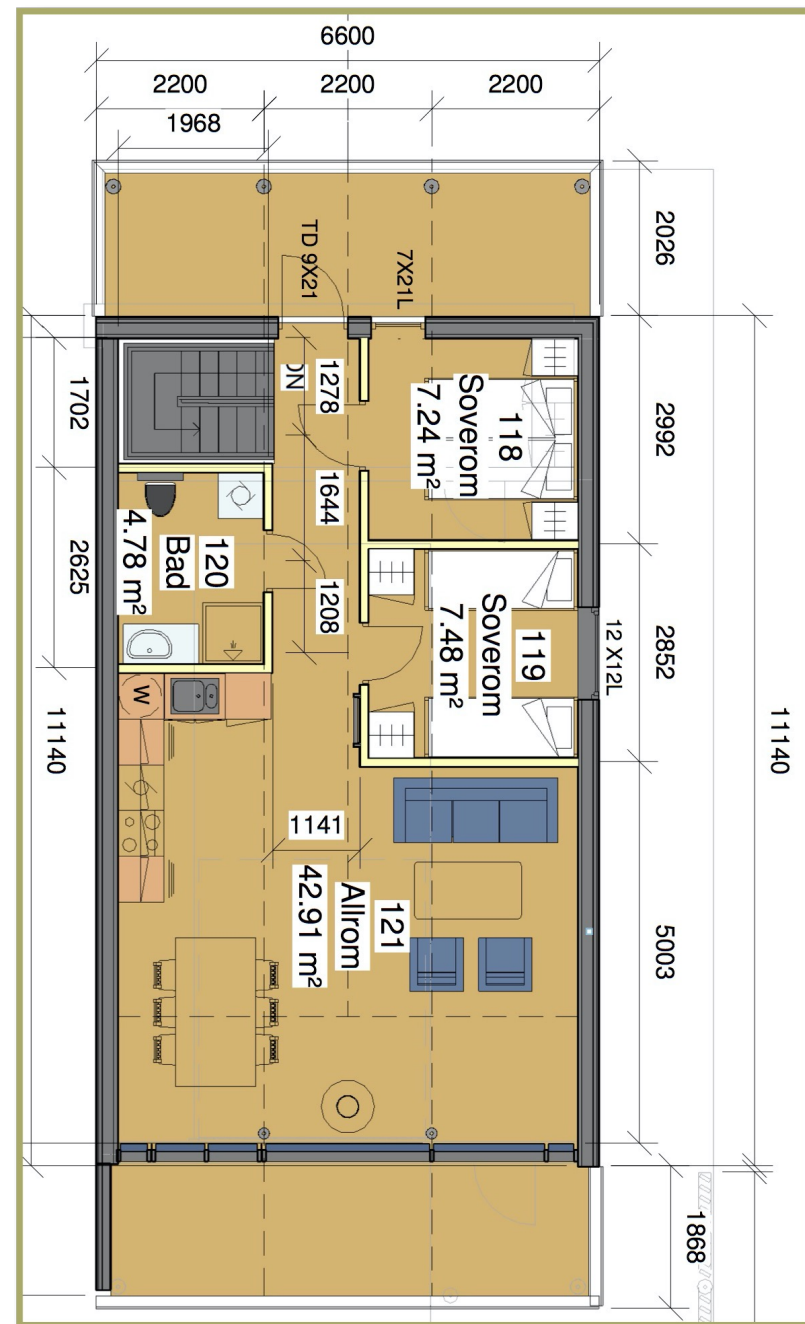 6600
2200
2200
2200
1968
2026
TD 9X21
7X21L
1702
1278
DN
118
Soverom
7.24 m²
2992
1644
2625
120
Bad
4.78 m²
1208
119
Soverom
7.48 m²
12 X12L
2852
W
11140
11140
1141
121
Allrom
42.91 m²
5003
1868